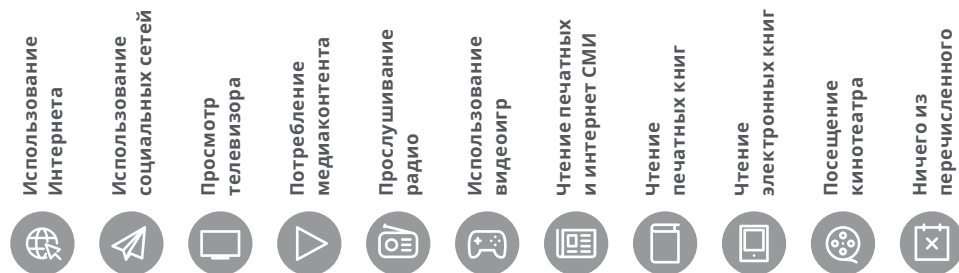 Использование
Интернета
Использование
социальных сетей
Просмотр
телевизора
Потребление
медиаконтента
Прослушивание
радио
Использование
видеоигр
Чтение печатных
и интернет СМИ
Чтение
печатных книг
Чтение
электронных книг
Посещение
кинотеатра
Ничего из
перечисленного